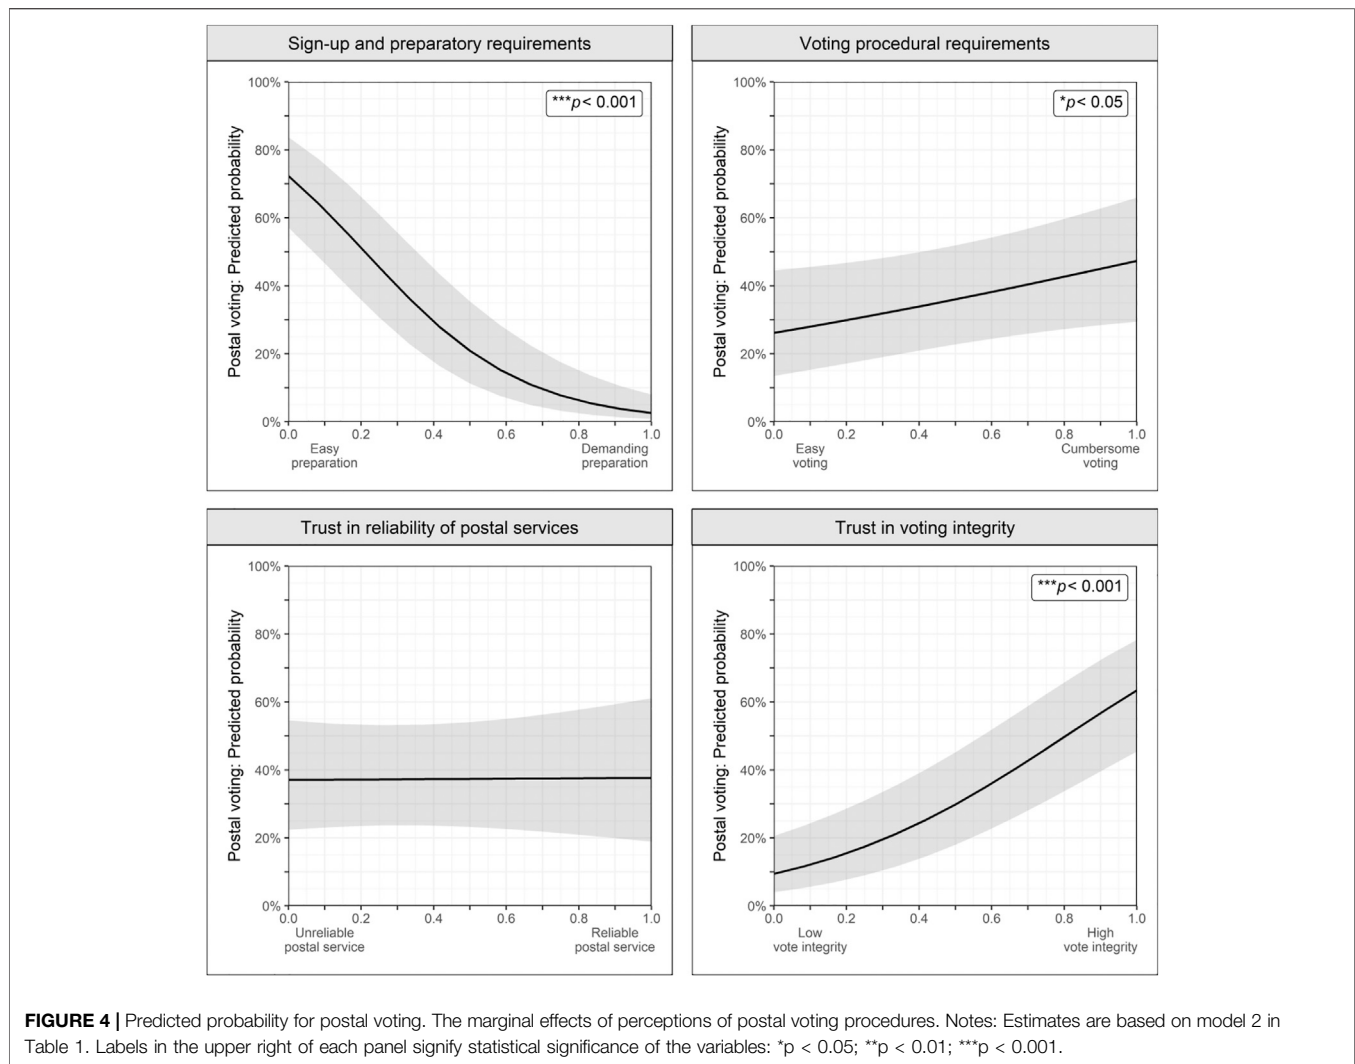 Sign-up and preparatory requirements
Postal voting: Predicted probability
100%
80%
60%
40%
20%
0%
***p< 0.001
0.0 0.2 0.4 0.6 0.8 1.0
Easy preparation
Demanding preparation
Voting procedural requirements
Postal voting: Predicted probability
100%
80%
60%
40%
20%
0%
*p< 0.05
0.0 0.2 0.4 0.6 0.8 1.0
Easy voting
Cumbersome voting
Trust in reliability of postal services
Postal voting: Predicted probability
100%
80%
60%
40%
20%
0%
0.0 0.2 0.4 0.6 0.8 1.0
Unreliable postal service
Reliable postal service
Trust in voting integrity
Postal voting: Predicted probability
100%
80%
60%
40%
20%
0%
***p< 0.001
0.0 0.2 0.4 0.6 0.8 1.0
Low vote integrity
High vote integrity
FIGURE 4 | Predicted probability for postal voting. The marginal effects of perceptions of postal voting procedures. Notes: Estimates are based on model 2 in
Table 1. Labels in the upper right of each panel signify statistical significance of the variables: *p < 0.05; **p < 0.01; ***p < 0.001.